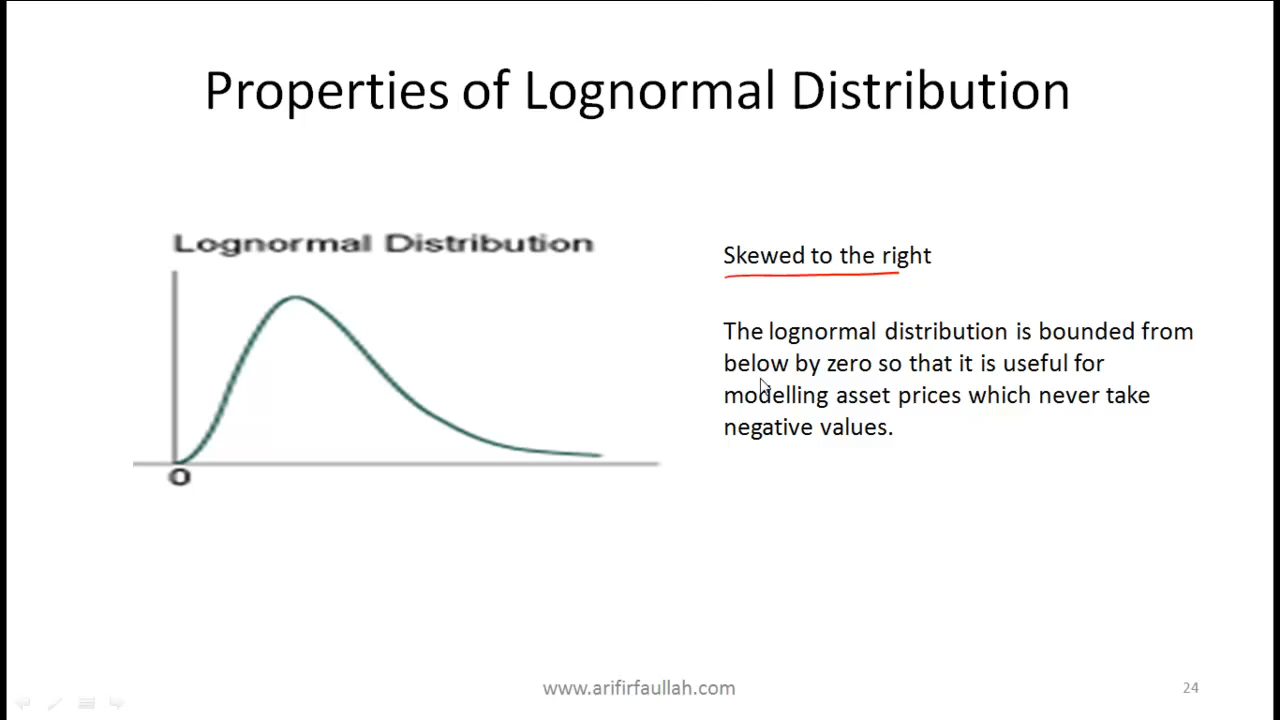 Properties of Lognormal Distribution
Lognormal Distribution
0
Skewed to the right
The lognormal distribution is bounded from
below by zero so that it is useful for
modelling asset prices which never take
negative values.
www.arifirfaullah.com
24